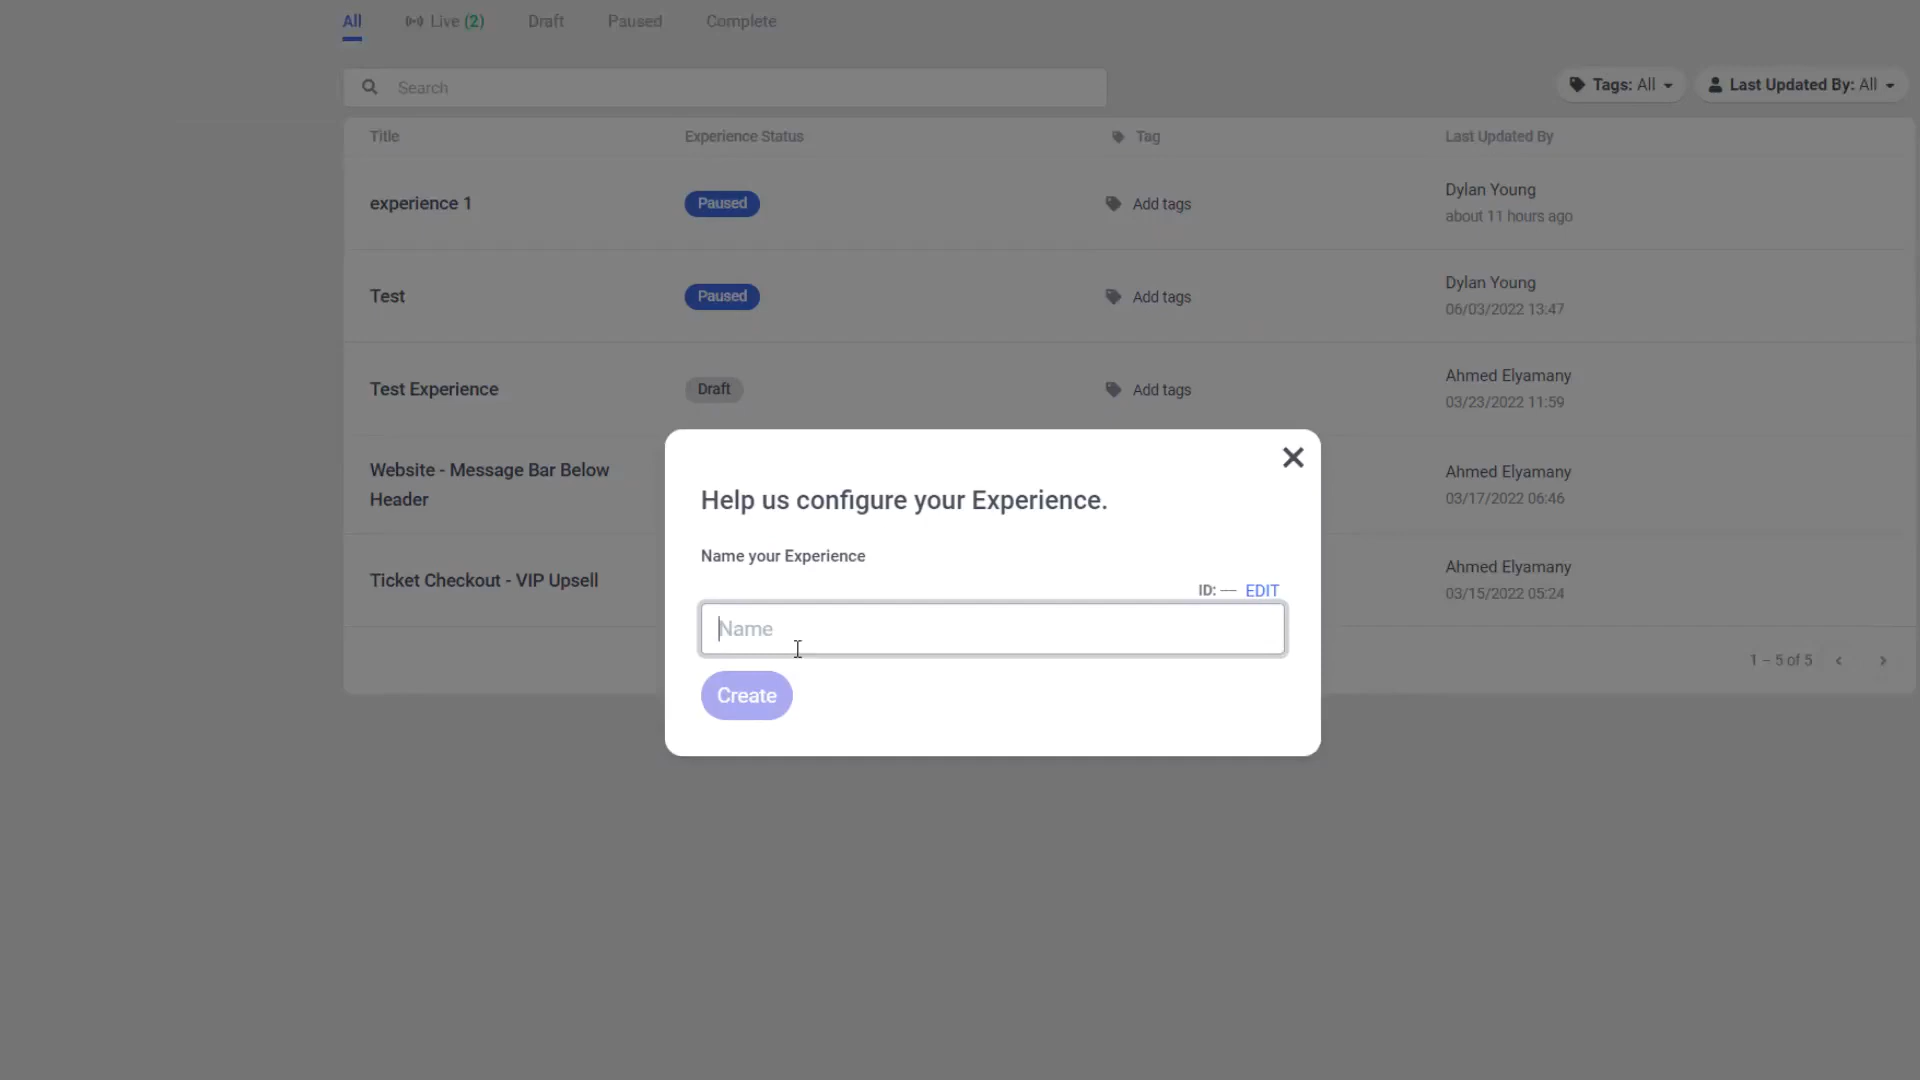 All Live (2) Draft Paused Complete
Search
Tags: All Last Updated By: All
Title Experience Status Tag Last Updated By
experience 1 Paused Add tags Dylan Young
about 11 hours ago
Test Paused Add tags Dylan Young
06/03/2022 13:47
Test Experience Draft Add tags Ahmed Elyamany
03/23/2022 11:59
Website - Message Bar Below
Header
Ahmed Elyamany
03/17/2022 06:46
Ticket Checkout - VIP Upsell
Ahmed Elyamany
03/15/2022 05:24
1 – 5 of 5
Help us configure your Experience.
Name your Experience
ID: — EDIT
Name
Create